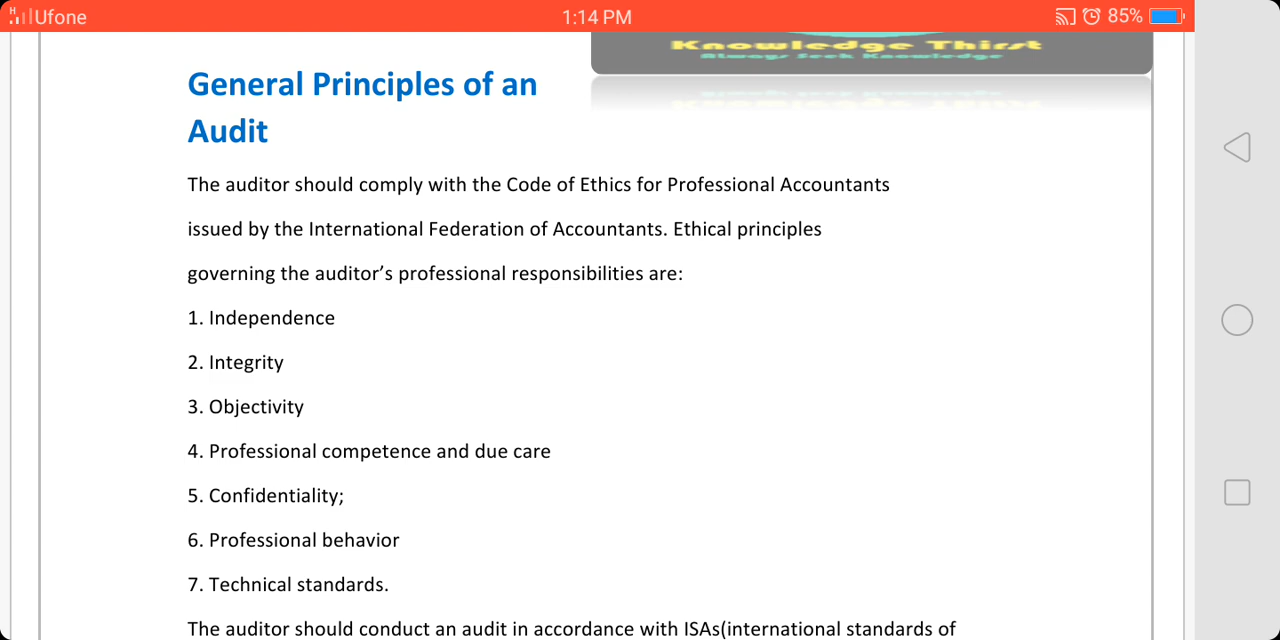 H
Ufone
1:14 PM
85%
Knowledge Thirst
Always Seek Knowledge
General Principles of an
Audit
The auditor should comply with the Code of Ethics for Professional Accountants
issued by the International Federation of Accountants. Ethical principles
governing the auditor’s professional responsibilities are:
1. Independence
2. Integrity
3. Objectivity
4. Professional competence and due care
5. Confidentiality;
6. Professional behavior
7. Technical standards.
The auditor should conduct an audit in accordance with ISAs(international standards of